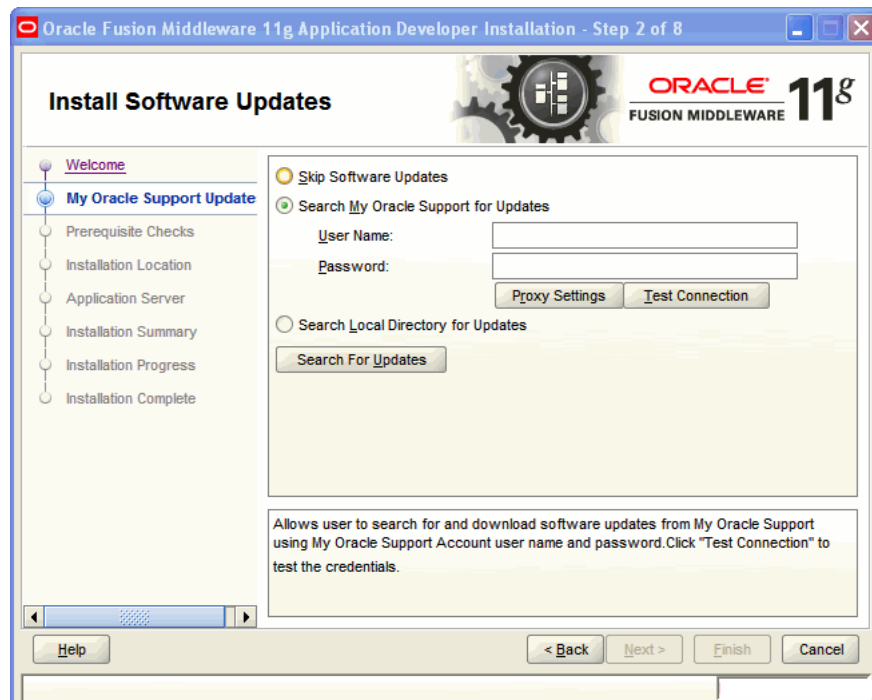 Oracle Fusion Middleware 11g Application Developer Installation - Step 2 of 8
Install Software Updates
ORACLE
FUSION MIDDLEWARE
11g
Welcome
My Oracle Support Update
Prerequisite Checks
Installation Location
Application Server
Installation Summary
Installation Progress
Installation Complete
Skip Software Updates
Search My Oracle Support for Updates
User Name:
Password:
Proxy Settings
Test Connection
Search Local Directory for Updates
Search For Updates
Allows user to search for and download software updates from My Oracle Support
using My Oracle Support Account user name and password.Click "Test Connection" to
test the credentials.
Help
< Back
Next >
Finish
Cancel